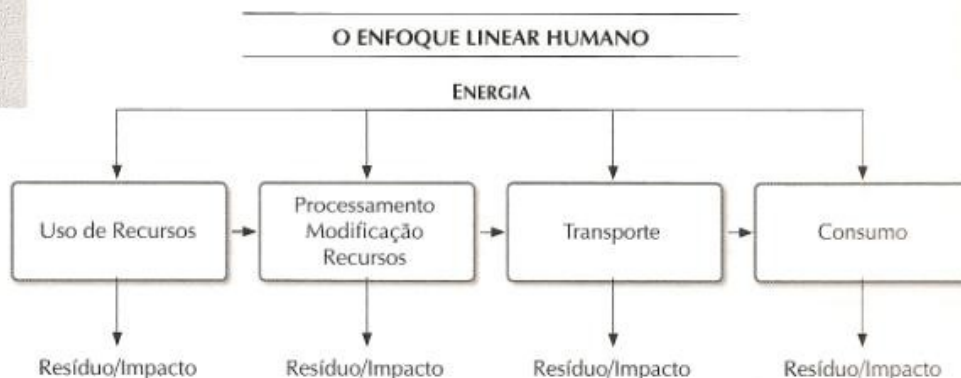 O ENFOQUE LINEAR HUMANO
ENERGIA
Uso de Recursos
Processamento
Modificação
Recursos
Transporte
Consumo
Resíduo/Impacto
Resíduo/Impacto
Resíduo/Impacto
Resíduo/Impacto